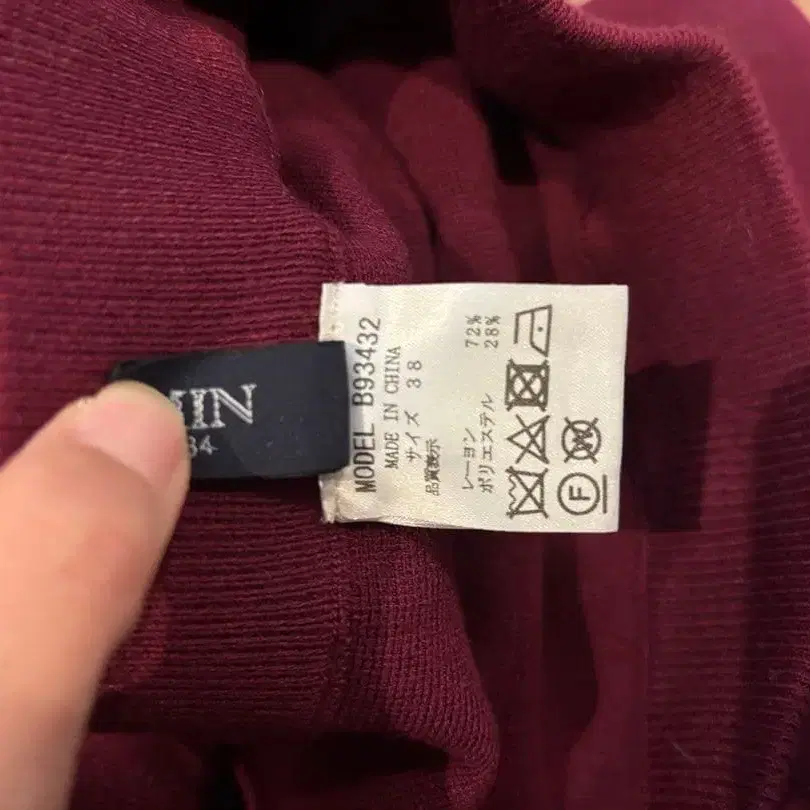 MIN
34
MODEL B93432
MADE IN CHINA
サイズ 38
品質表示
レーヨン 72%
ポリエステル 28%
F
W